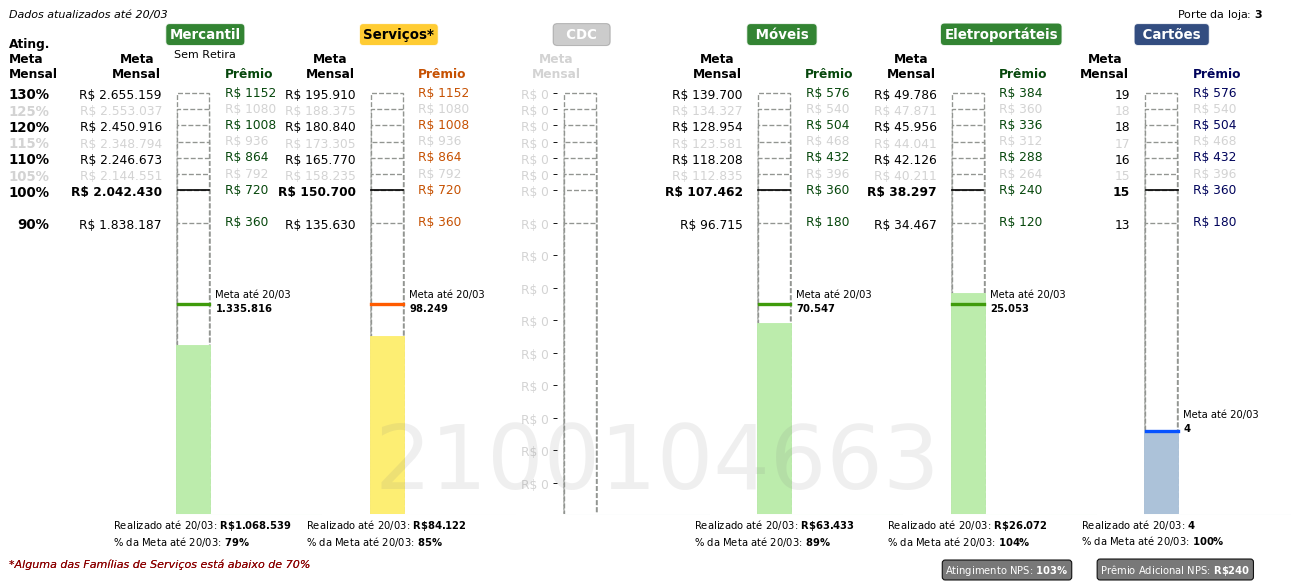 Dados atualizados até 20/03
Porte da loja: 3
Mercantil Serviços* CDC Móveis Eletroportáteis Cartões
Ating. Meta Mensal
Sem Retira
Meta Mensal Prêmio Meta Mensal Prêmio Meta Mensal Meta Mensal Prêmio Meta Mensal Prêmio Meta Mensal Prêmio
130% R$ 2.655.159 R$ 1152 R$ 195.910 R$ 1152 R$ 0 R$ 139.700 R$ 576 R$ 49.786 R$ 384 19 R$ 576
125% R$ 2.553.037 R$ 1080 R$ 188.375 R$ 1080 R$ 0 R$ 134.327 R$ 540 R$ 47.871 R$ 360 18 R$ 540
120% R$ 2.450.916 R$ 1008 R$ 180.840 R$ 1008 R$ 0 R$ 128.954 R$ 504 R$ 45.956 R$ 336 18 R$ 504
115% R$ 2.348.794 R$ 936 R$ 173.305 R$ 936 R$ 0 R$ 123.581 R$ 468 R$ 44.041 R$ 312 17 R$ 468
110% R$ 2.246.673 R$ 864 R$ 165.770 R$ 864 R$ 0 R$ 118.208 R$ 432 R$ 42.126 R$ 288 16 R$ 432
105% R$ 2.144.551 R$ 792 R$ 158.235 R$ 792 R$ 0 R$ 112.835 R$ 396 R$ 40.211 R$ 264 15 R$ 396
100% R$ 2.042.430 R$ 720 R$ 150.700 R$ 720 R$ 0 R$ 107.462 R$ 360 R$ 38.297 R$ 240 15 R$ 360
90% R$ 1.838.187 R$ 360 R$ 135.630 R$ 360 R$ 0 R$ 96.715 R$ 180 R$ 34.467 R$ 120 13 R$ 180
R$ 0
R$ 0
Meta até 20/03 Meta até 20/03 Meta até 20/03 Meta até 20/03
1.335.816 98.249 70.547 25.053
R$ 0
R$ 0
R$ 0
R$ 0
Meta até 20/03
4
R$ 0
R$ 0
2100104663
Realizado até 20/03: R$1.068.539 Realizado até 20/03: R$84.122 Realizado até 20/03: R$63.433 Realizado até 20/03: R$26.072 Realizado até 20/03: 4
% da Meta até 20/03: 79% % da Meta até 20/03: 85% % da Meta até 20/03: 89% % da Meta até 20/03: 104% % da Meta até 20/03: 100%
*Alguma das Famílias de Serviços está abaixo de 70%
Atingimento NPS: 103% Prêmio Adicional NPS: R$240